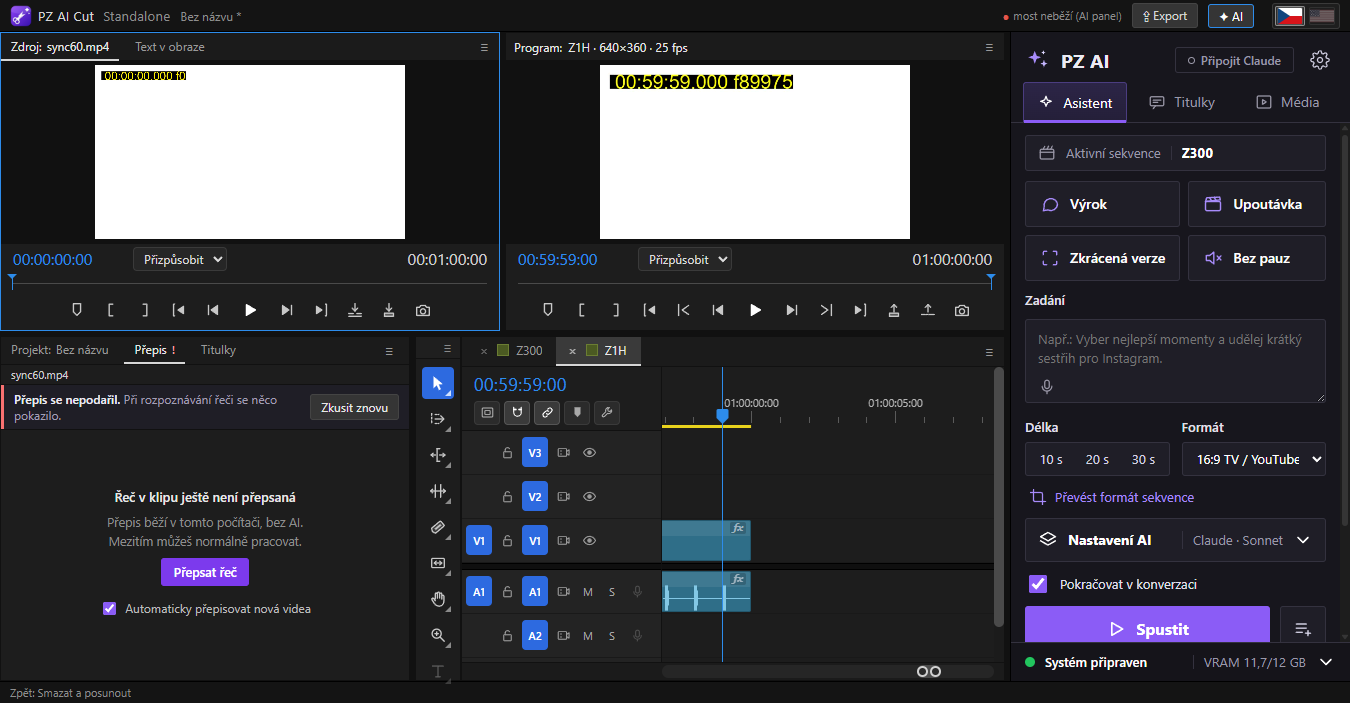 PZ AI Cut Standalone Bez názvu *
most neběží (AI panel)
Export
AI
Zdroj: sync60.mp4 Text v obraze
00:00:00.000 f0
00:00:00:00 Přizpůsobit 00:01:00:00
Program: Z1H · 640×360 · 25 fps
00:59:59.000 f89975
00:59:59:00 Přizpůsobit 01:00:00:00
Projekt: Bez názvu Přepis ! Titulky
sync60.mp4
Přepis se nepodařil. Při rozpoznávání řeči se něco
pokazilo.
Zkusit znovu
Řeč v klipu ještě není přepsaná
Přepis běží v tomto počítači, bez AI.
Mezitím můžeš normálně pracovat.
Přepsat řeč
Automaticky přepisovat nová videa
× Z300 × Z1H
00:59:59:00
01:00:00:00 01:00:05:00
V3
V2
V1 V1
fx
A1 A1 M S
fx
A2 M S
PZ AI
Připojit Claude
Asistent Titulky Média
Aktivní sekvence Z300
Výrok Upoutávka
Zkrácená verze Bez pauz
Zadání
Např.: Vyber nejlepší momenty a udělej krátký
sestřih pro Instagram.
Délka Formát
10 s 20 s 30 s 16:9 TV / YouTube
Převést formát sekvence
Nastavení AI Claude · Sonnet
Pokračovat v konverzaci
Spustit
Systém připraven VRAM 11,7/12 GB
Zpět: Smazat a posunout